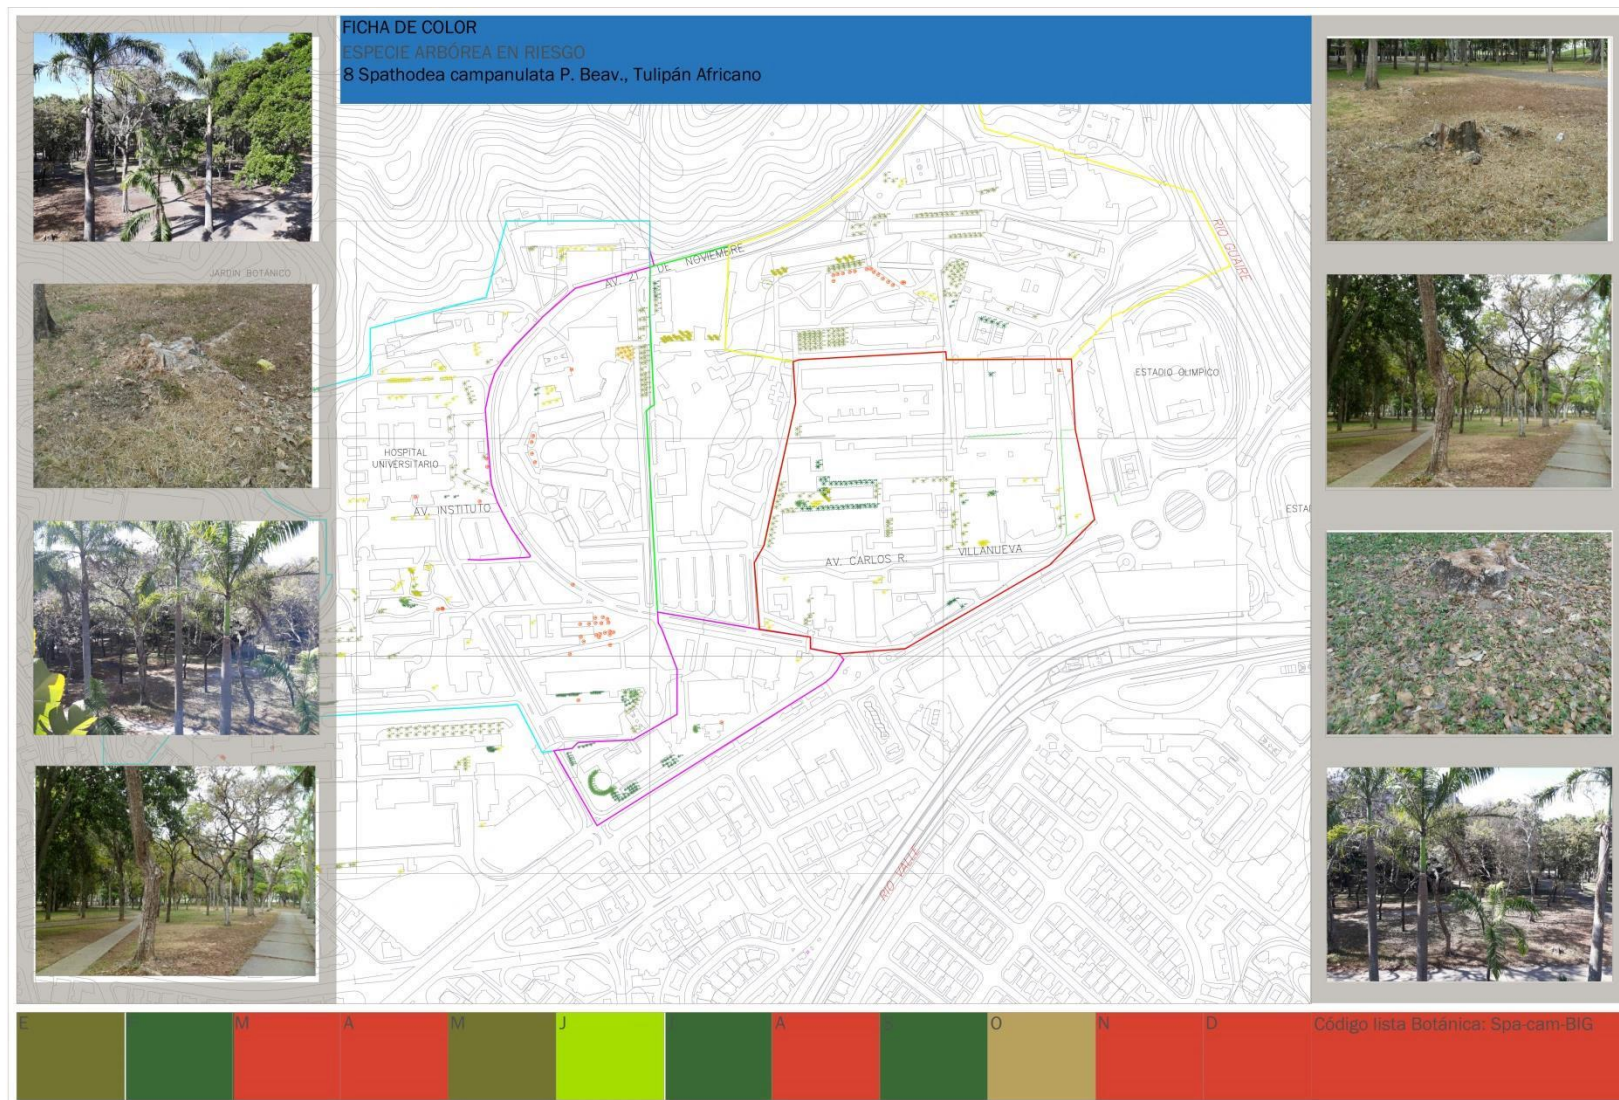 FICHA DE COLOR
ESPECIE ARBÓREA EN RIESGO
8 Spathodea campanulata P. Beav., Tulipán Africano
JARDÍN BOTÁNICO
AV. 21 DE NOVIEMBRE
RIO GUAIRE
ESTADIO OLIMPICO
HOSPITAL
UNIVERSITARIO
AV. INSTITUTO
ESTA
AV. CARLOS R. VILLANUEVA
RIO VALLE
E M A M J A O N D Código lista Botánica: Spa-cam-BIG